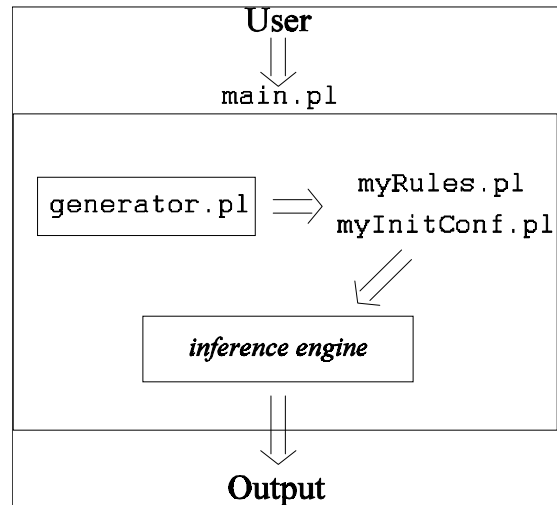 User
main.pl
generator.pl
myRules.pl
myInitConf.pl
inference engine
Output